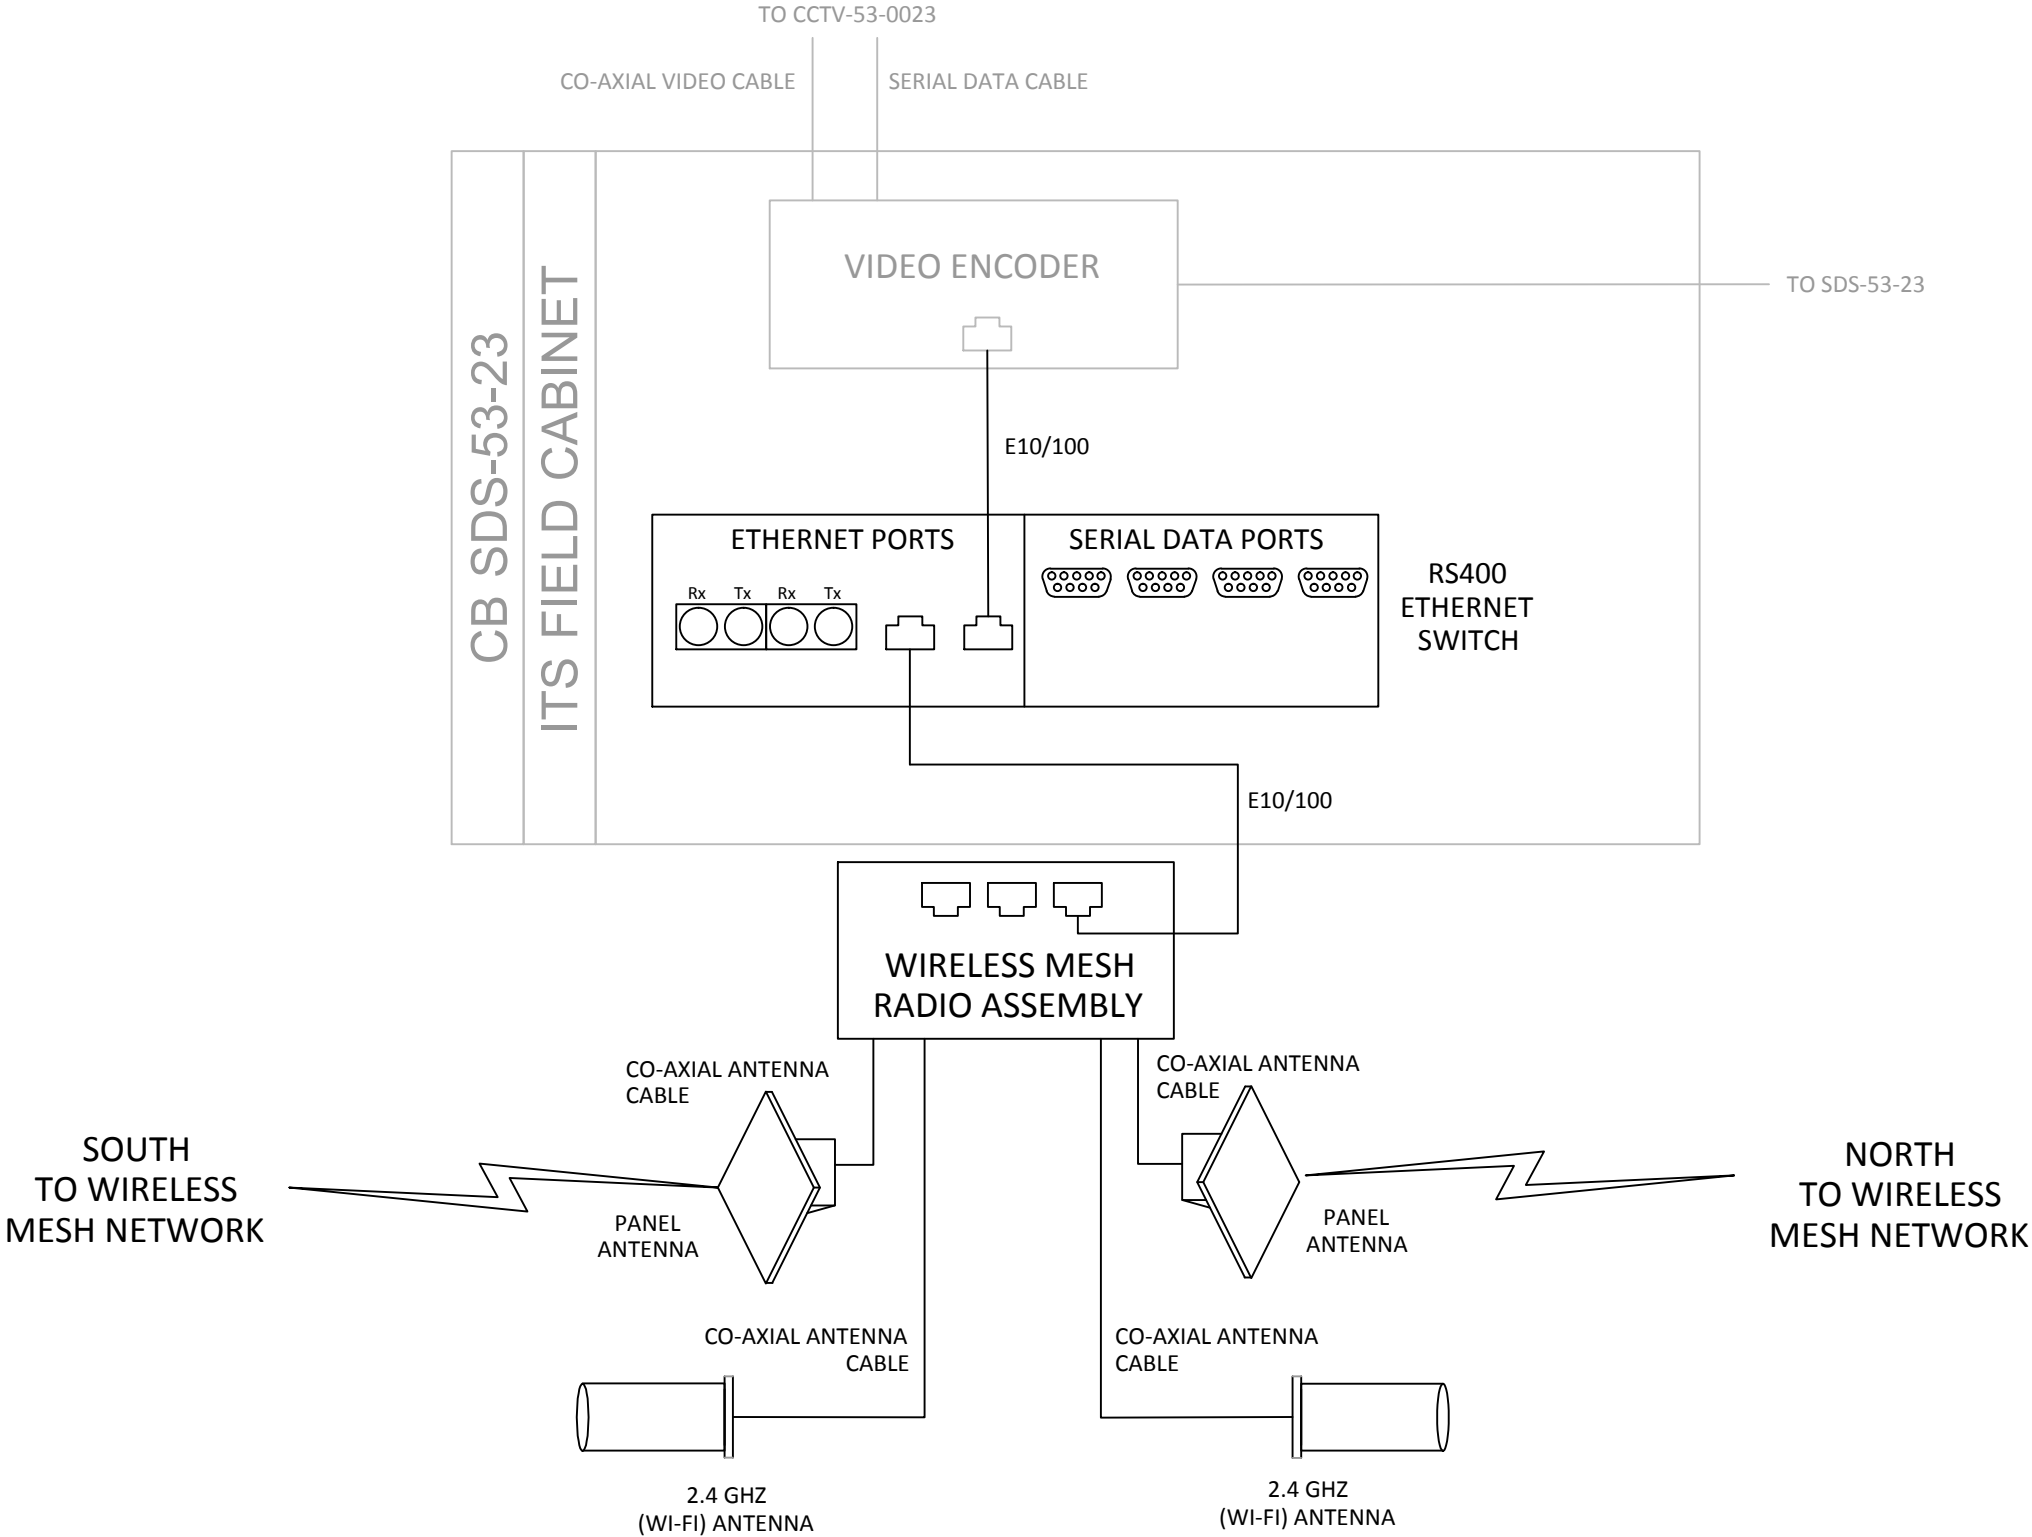 TO CCTV-53-0023
CO-AXIAL VIDEO CABLE
SERIAL DATA CABLE
CB SDS-53-23
ITS FIELD CABINET
VIDEO ENCODER
TO SDS-53-23
E10/100
ETHERNET PORTS
SERIAL DATA PORTS
Rx Tx Rx Tx
RS400
ETHERNET
SWITCH
E10/100
WIRELESS MESH
RADIO ASSEMBLY
CO-AXIAL ANTENNA
CABLE
CO-AXIAL ANTENNA
CABLE
SOUTH
TO WIRELESS
MESH NETWORK
PANEL
ANTENNA
PANEL
ANTENNA
NORTH
TO WIRELESS
MESH NETWORK
CO-AXIAL ANTENNA
CABLE
CO-AXIAL ANTENNA
CABLE
2.4 GHZ
(WI-FI) ANTENNA
2.4 GHZ
(WI-FI) ANTENNA